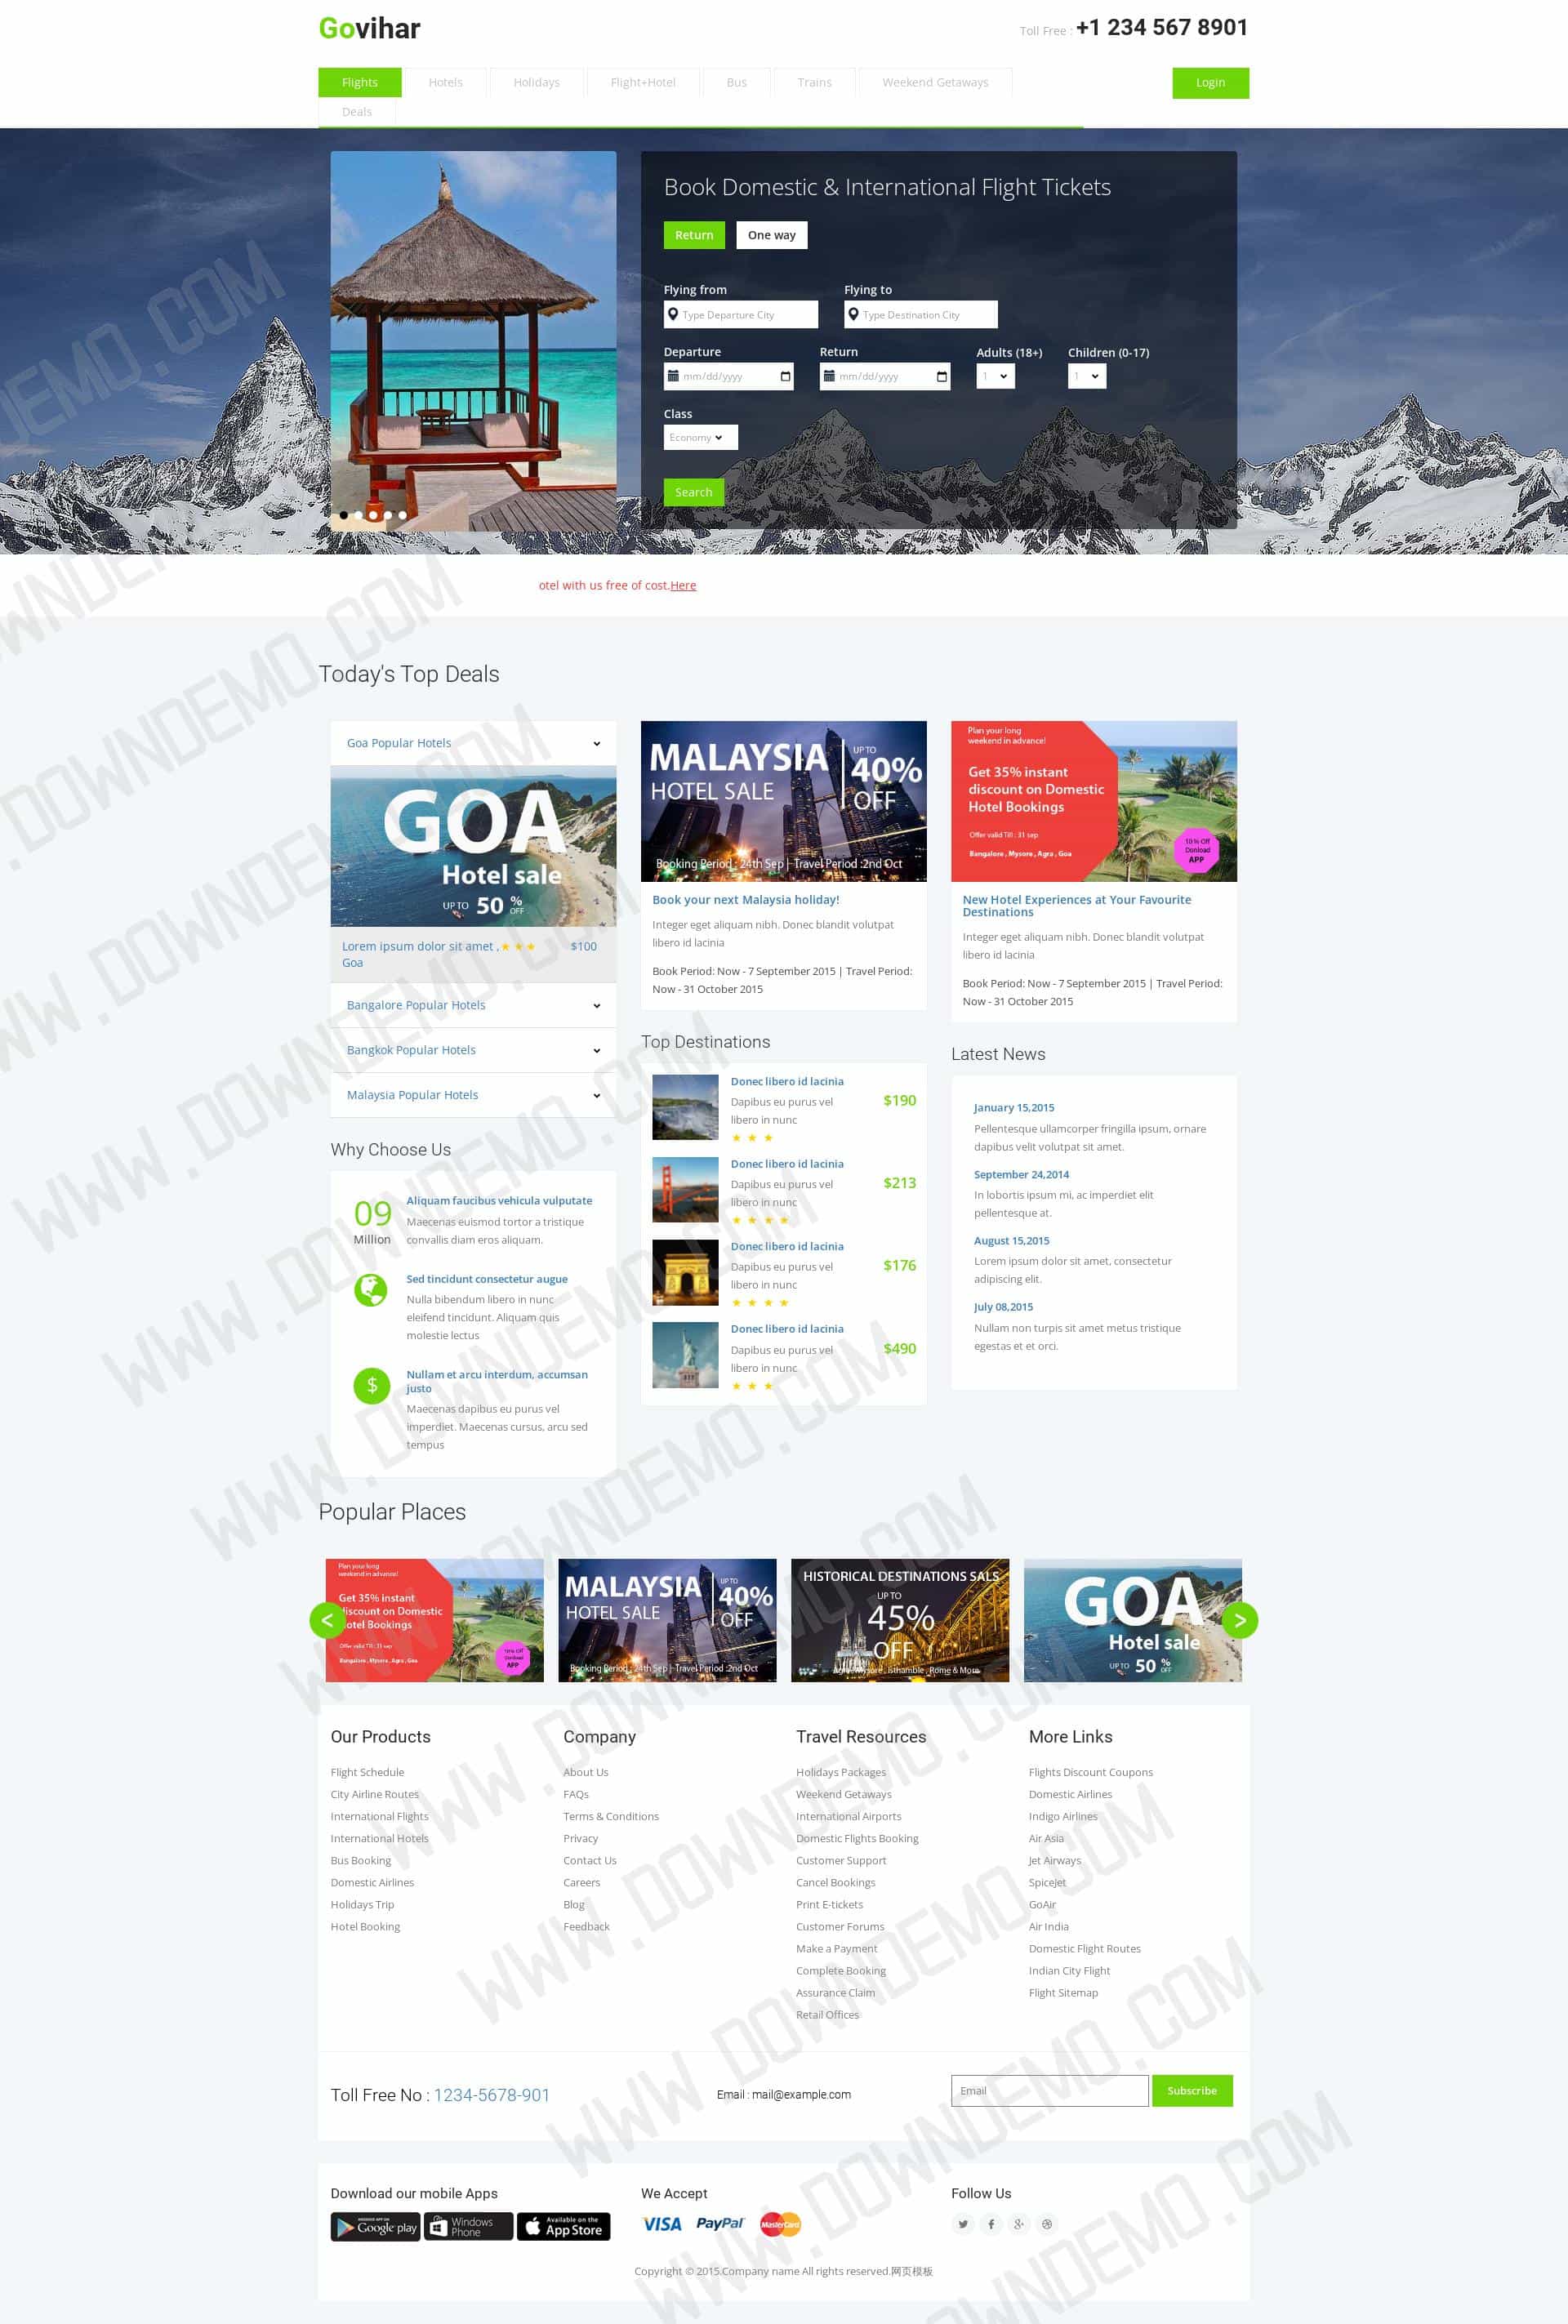 Govihar
Toll Free : +1 234 567 8901
Flights
Hotels
Holidays
Flight+Hotel
Bus
Trains
Weekend Getaways
Login
Deals
Book Domestic & International Flight Tickets
Return
One way
Flying from
Flying to
Type Departure City
Type Destination City
Departure
Return
Adults (18+)
Children (0-17)
mm/dd/yyyy
mm/dd/yyyy
1
1
Class
Economy
Search
otel with us free of cost.Here
Today's Top Deals
Goa Popular Hotels
GOA
Hotel sale
UP TO 50 % OFF
Lorem ipsum dolor sit amet ,
Goa
$100
Bangalore Popular Hotels
Bangkok Popular Hotels
Malaysia Popular Hotels
Why Choose Us
09
Million
Aliquam faucibus vehicula vulputate
Maecenas euismod tortor a tristique
convallis diam eros aliquam.
Sed tincidunt consectetur augue
Nulla bibendum libero in nunc
eleifend tincidunt. Aliquam quis
molestie lectus
$
Nullam et arcu interdum, accumsan
justo
Maecenas dapibus eu purus vel
imperdiet. Maecenas cursus, arcu sed
tempus
MALAYSIA
HOTEL SALE
UP TO
40%
OFF
Booking Period : 24th Sep | Travel Period :2nd Oct
Book your next Malaysia holiday!
Integer eget aliquam nibh. Donec blandit volutpat
libero id lacinia
Book Period: Now - 7 September 2015 | Travel Period:
Now - 31 October 2015
Top Destinations
Donec libero id lacinia
Dapibus eu purus vel
libero in nunc
$190
Donec libero id lacinia
Dapibus eu purus vel
libero in nunc
$213
Donec libero id lacinia
Dapibus eu purus vel
libero in nunc
$176
Donec libero id lacinia
Dapibus eu purus vel
libero in nunc
$490
Plan your long
weekend in advance!
Get 35% instant
discount on Domestic
Hotel Bookings
Offer valid Till : 31 sep
Bangalore , Mysore , Agra , Goa
10 % Off
Donload
APP
New Hotel Experiences at Your Favourite
Destinations
Integer eget aliquam nibh. Donec blandit volutpat
libero id lacinia
Book Period: Now - 7 September 2015 | Travel Period:
Now - 31 October 2015
Latest News
January 15,2015
Pellentesque ullamcorper fringilla ipsum, ornare
dapibus velit volutpat sit amet.
September 24,2014
In lobortis ipsum mi, ac imperdiet elit
pellentesque at.
August 15,2015
Lorem ipsum dolor sit amet, consectetur
adipiscing elit.
July 08,2015
Nullam non turpis sit amet metus tristique
egestas et et orci.
Popular Places
Plan your long
weekend in advance!
Get 35% instant
discount on Domestic
Hotel Bookings
Offer valid Till : 31 sep
Bangalore , Mysore , Agra , Goa
10 % Off
Donload
APP
<
MALAYSIA
HOTEL SALE
UP TO
40%
OFF
Booking Period : 24th Sep | Travel Period :2nd Oct
HISTORICAL DESTINATIONS SALS
UP TO
45%
OFF
Agra , Mysore , Isthamble , Rome & More
GOA
Hotel sale
UP TO 50 % OFF
>
Our Products
Flight Schedule
City Airline Routes
International Flights
International Hotels
Bus Booking
Domestic Airlines
Holidays Trip
Hotel Booking
Company
About Us
FAQs
Terms & Conditions
Privacy
Contact Us
Careers
Blog
Feedback
Travel Resources
Holidays Packages
Weekend Getaways
International Airports
Domestic Flights Booking
Customer Support
Cancel Bookings
Print E-tickets
Customer Forums
Make a Payment
Complete Booking
Assurance Claim
Retail Offices
More Links
Flights Discount Coupons
Domestic Airlines
Indigo Airlines
Air Asia
Jet Airways
SpiceJet
GoAir
Air India
Domestic Flight Routes
Indian City Flight
Flight Sitemap
Toll Free No : 1234-5678-901
Email : mail@example.com
Email
Subscribe
Download our mobile Apps
ANDROID APP ON
Google play
Windows
Phone
Available on the
App Store
We Accept
VISA
PayPal
MasterCard
Follow Us
Copyright © 2015.Company name All rights reserved.网页模板
WWW.DOWNDEMO.COM